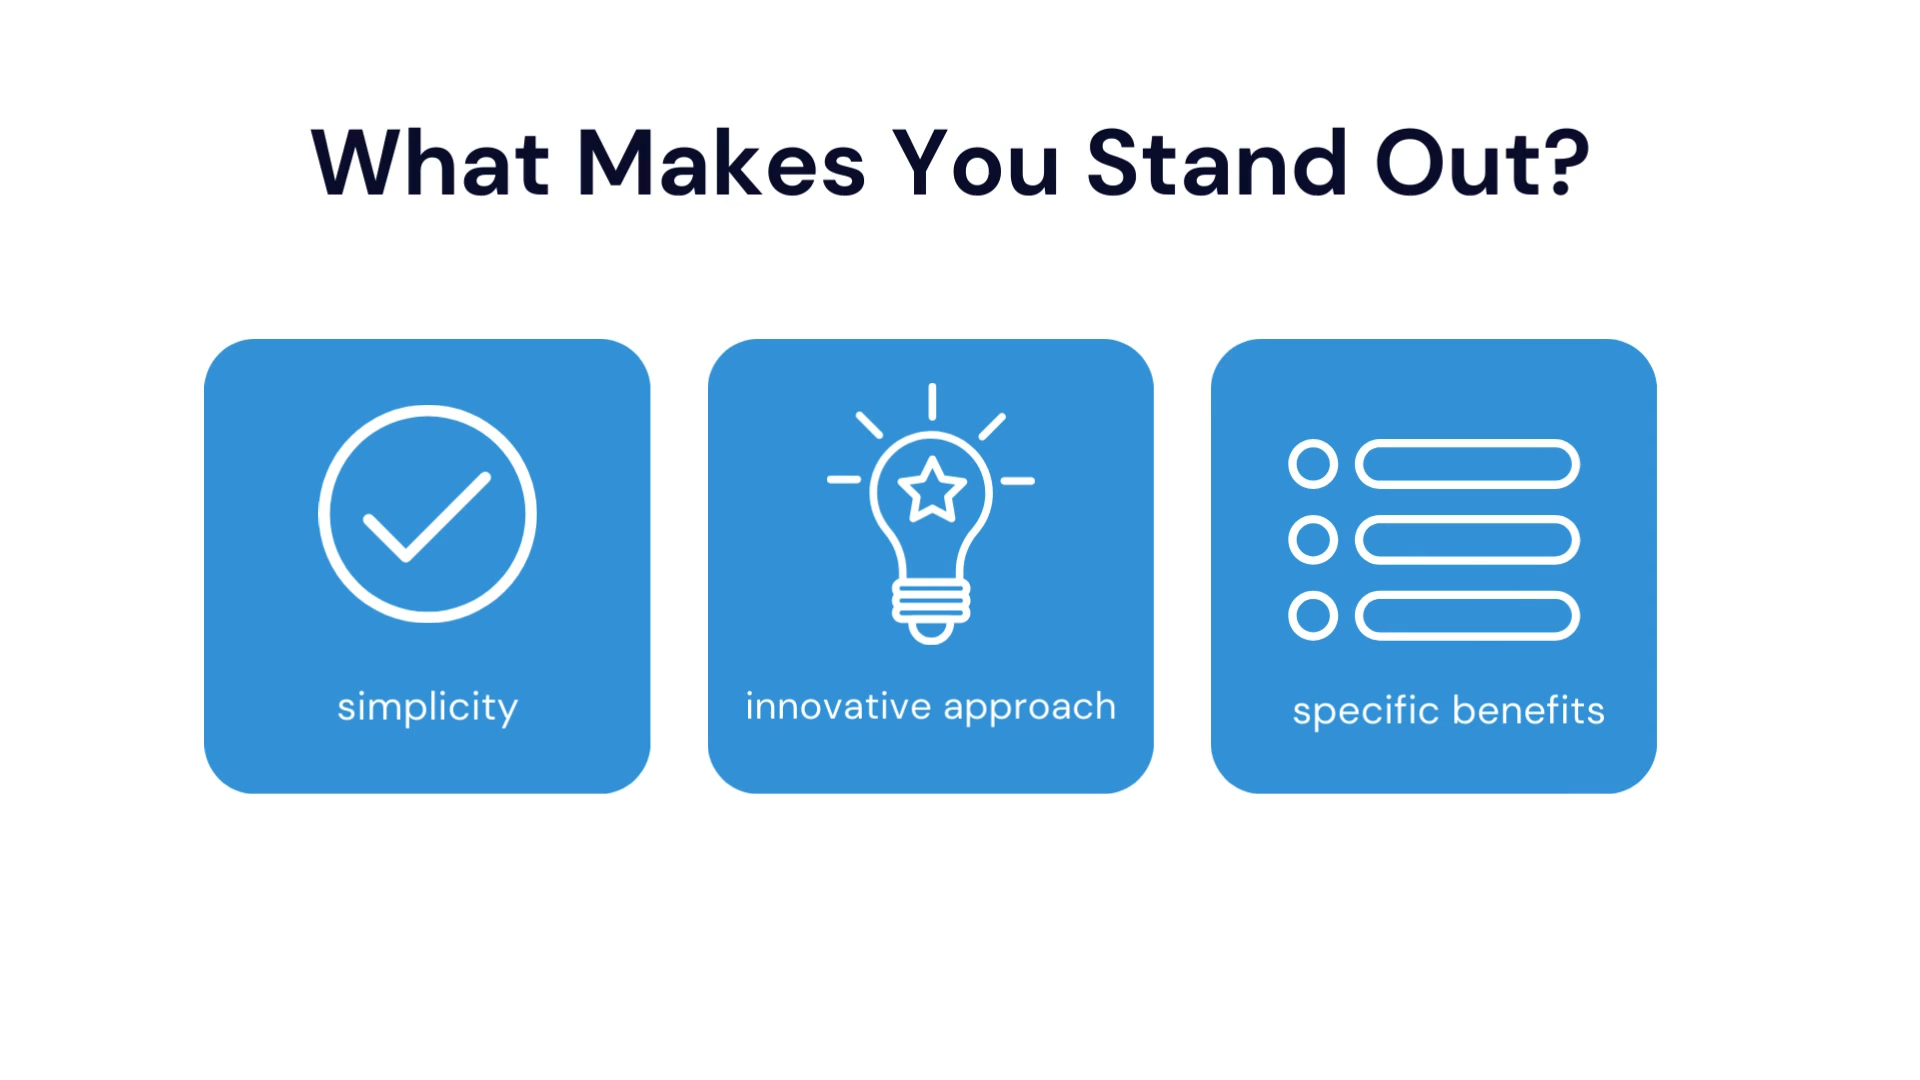 What Makes You Stand Out?
simplicity
innovative approach
specific benefits